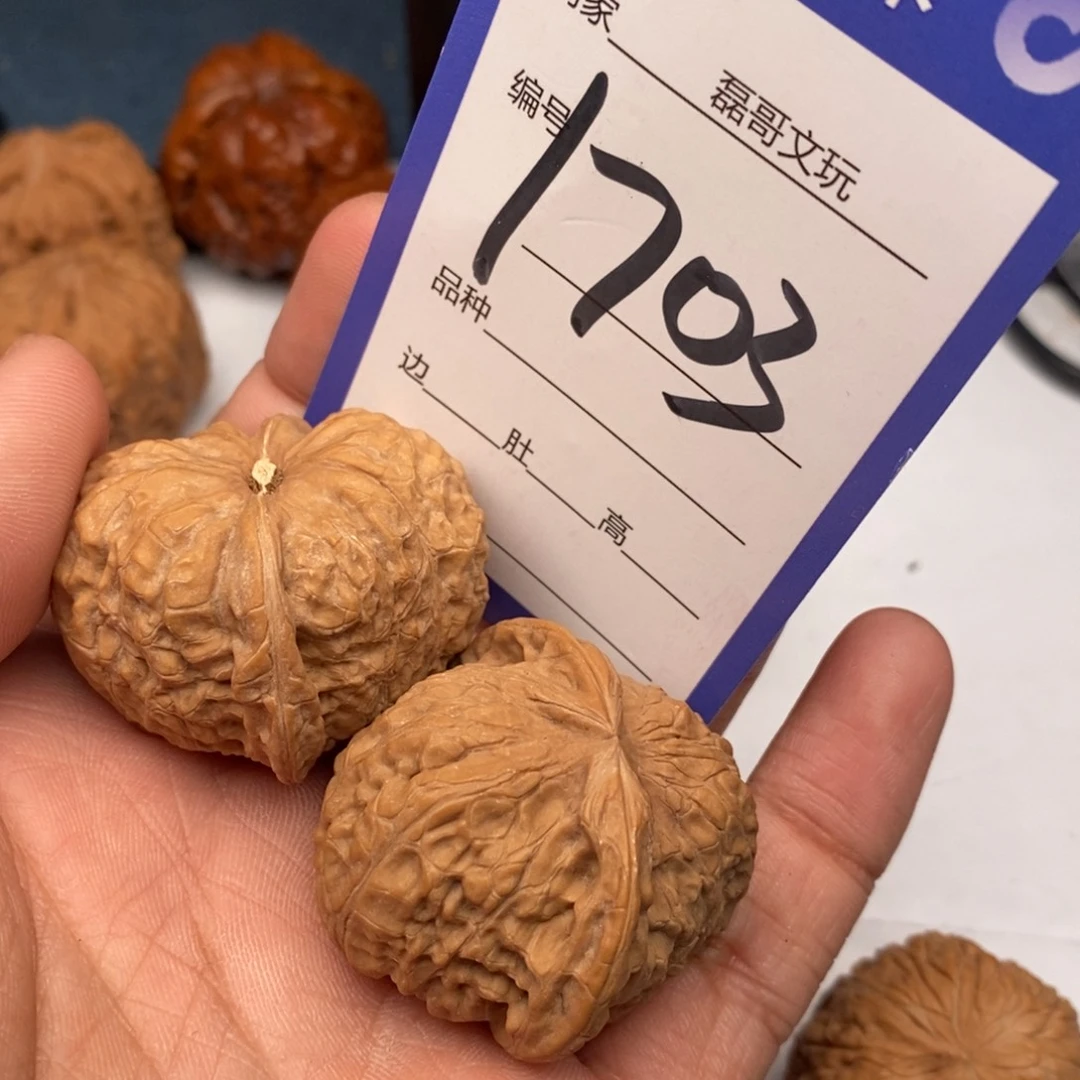 家 磊哥文玩
编号 1703
品种
边 肚 高